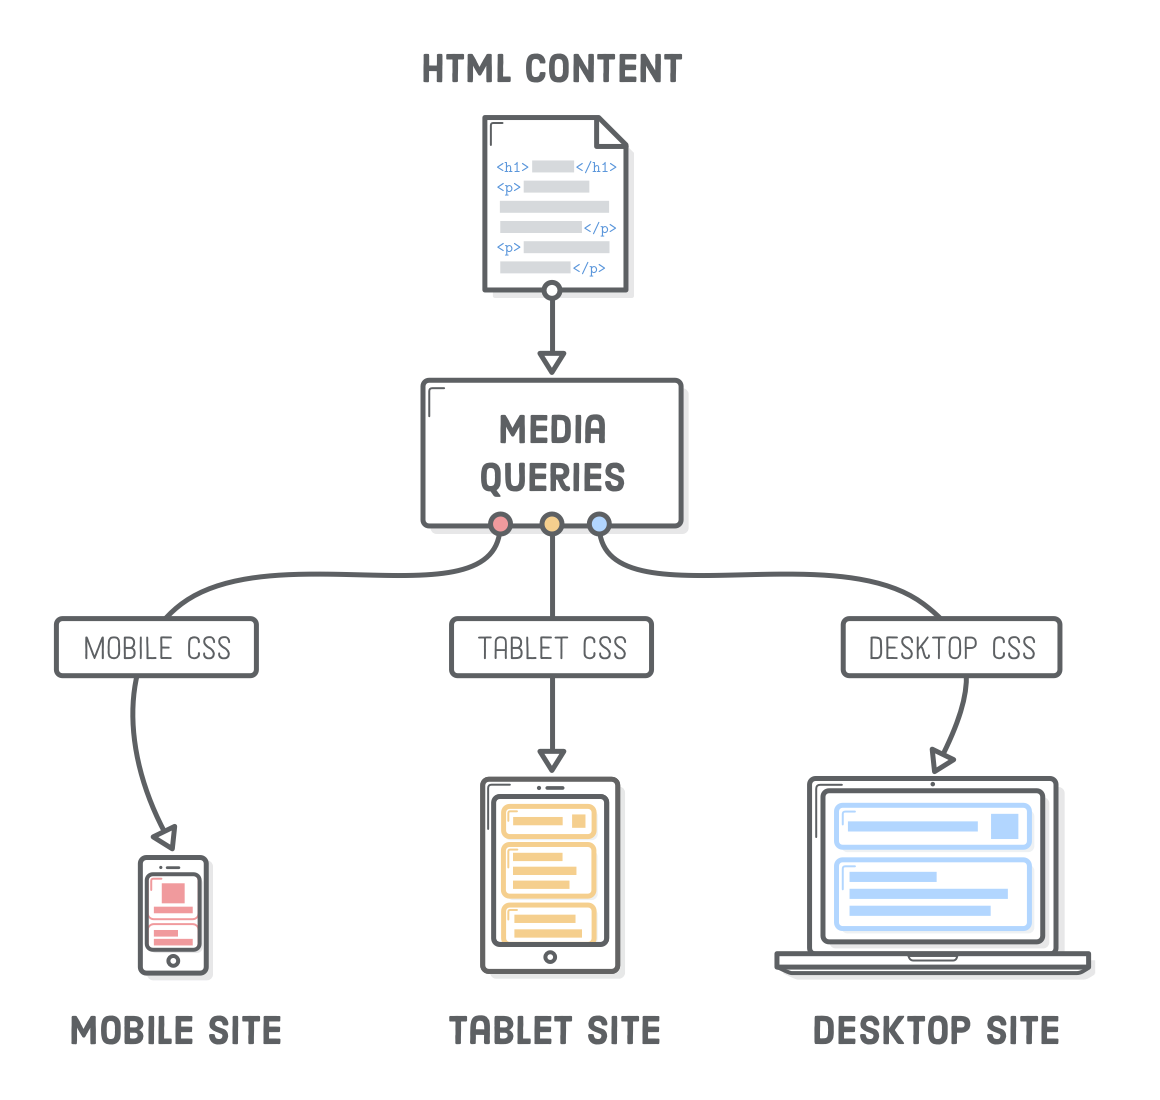 HTML CONTENT
<h1> </h1>
<p>
</p>
<p>
</p>
MEDIA
QUERIES
MOBILE CSS
TABLET CSS
DESKTOP CSS
MOBILE SITE
TABLET SITE
DESKTOP SITE